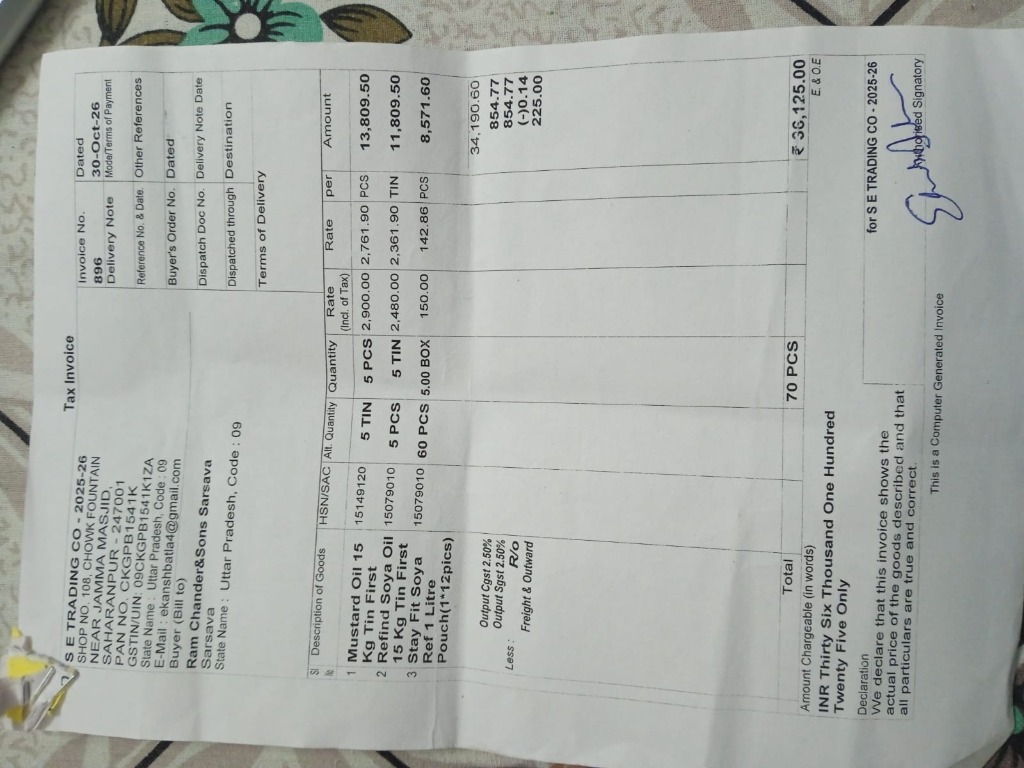 Tax Invoice
S E TRADING CO - 2025-26
SHOP NO. 108, CHOWK FOUNTAIN
NEAR JAMMA MASJID,
SAHARANPUR - 247001
PAN NO. CKGPB1541K
GSTIN/UIN: 09CKGPB1541K1ZA
State Name : Uttar Pradesh, Code : 09
E-Mail : ekanshbatla4@gmail.com
Buyer (Bill to)
Ram Chander&Sons Sarsava
Sarsava
State Name : Uttar Pradesh, Code : 09
Invoice No. Dated
896 30-Oct-26
Delivery Note Mode/Terms of Payment
Reference No. & Date. Other References
Buyer's Order No. Dated
Dispatch Doc No. Delivery Note Date
Dispatched through Destination
Terms of Delivery
Sl Description of Goods HSN/SAC Alt. Quantity Quantity Rate Rate per Amount
No. (Incl. of Tax)
1 Mustard Oil 15 15149120 5 TIN 5 PCS 2,900.00 2,761.90 PCS 13,809.50
Kg Tin First
2 Refind Soya Oil 15079010 5 PCS 5 TIN 2,480.00 2,361.90 TIN 11,809.50
15 Kg Tin First
3 Stay Fit Soya 15079010 60 PCS 5.00 BOX 150.00 142.86 PCS 8,571.60
Ref 1 Litre
Pouch(1*12pics)
34,190.60
Output Cgst 2.50% 854.77
Output Sgst 2.50% 854.77
Less : R/o (-)0.14
Freight & Outward 225.00
Total 70 PCS ₹ 36,125.00
Amount Chargeable (in words) E. & O.E
INR Thirty Six Thousand One Hundred
Twenty Five Only
Declaration
We declare that this invoice shows the
actual price of the goods described and that
all particulars are true and correct.
for S E TRADING CO - 2025-26
Authorised Signatory
This is a Computer Generated Invoice